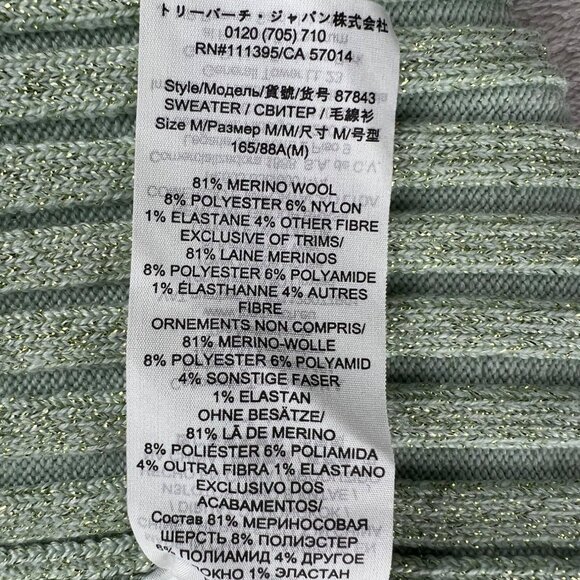 トリーバーチ・ジャパン株式会社
0120 (705) 710
RN#111395/CA 57014
Style/Модель/貨號/货号 87843
SWEATER / СВИТЕР / 毛線衫
Size M/Размер M/M/尺寸 M/号型
165/88A(M)
81% MERINO WOOL
8% POLYESTER 6% NYLON
1% ELASTANE 4% OTHER FIBRE
EXCLUSIVE OF TRIMS/
81% LAINE MERINOS
8% POLYESTER 6% POLYAMIDE
1% ÉLASTHANNE 4% AUTRES
FIBRE
ORNEMENTS NON COMPRIS/
81% MERINO-WOLLE
8% POLYESTER 6% POLYAMID
4% SONSTIGE FASER
1% ELASTAN
OHNE BESÄTZE/
81% LÃ DE MERINO
8% POLIÉSTER 6% POLIAMIDA
4% OUTRA FIBRA 1% ELASTANO
EXCLUSIVO DOS
ACABAMENTOS/
Состав 81% МЕРИНОСОВАЯ
ШЕРСТЬ 8% ПОЛИЭСТЕР
6% ПОЛИАМИД 4% ДРУГОЕ
1% ЭЛАСТАН